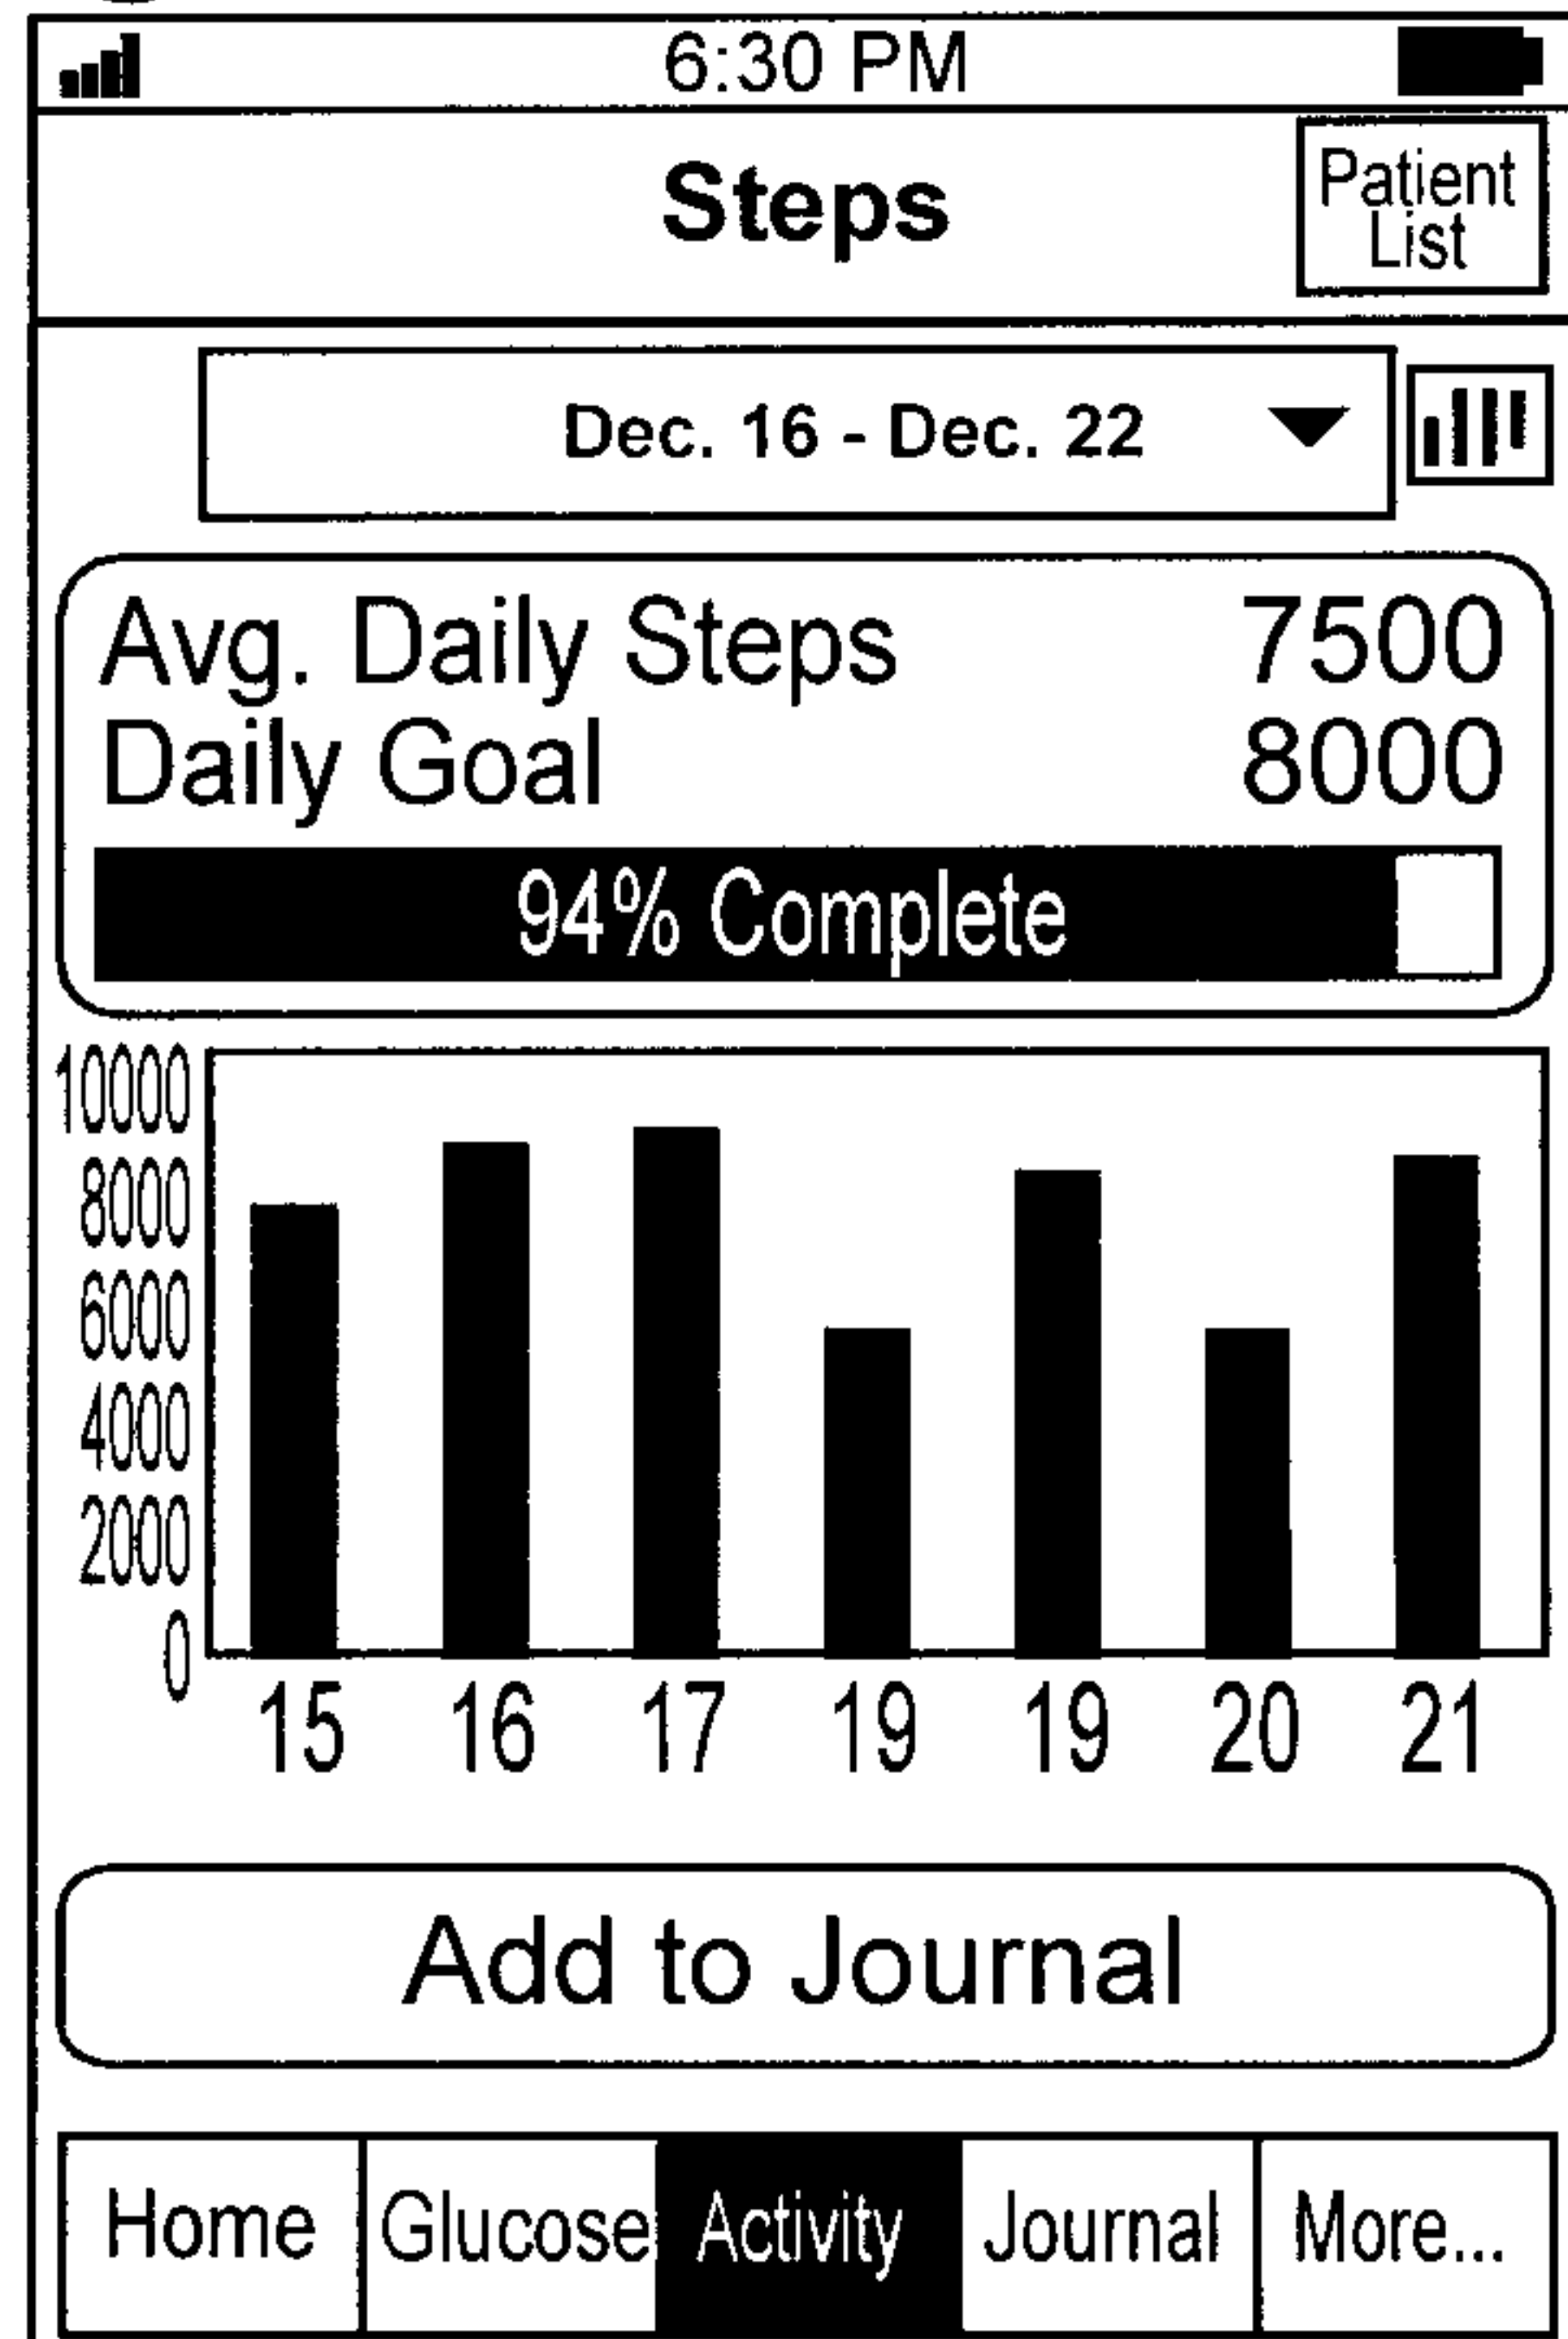 6:30 PM
Steps
Patient
List
Dec. 16 - Dec. 22
Avg. Daily Steps 7500
Daily Goal 8000
94% Complete
10000
8000
6000
4000
2000
0
15 16 17 19 19 20 21
Add to Journal
Home Glucose Activity Journal More...